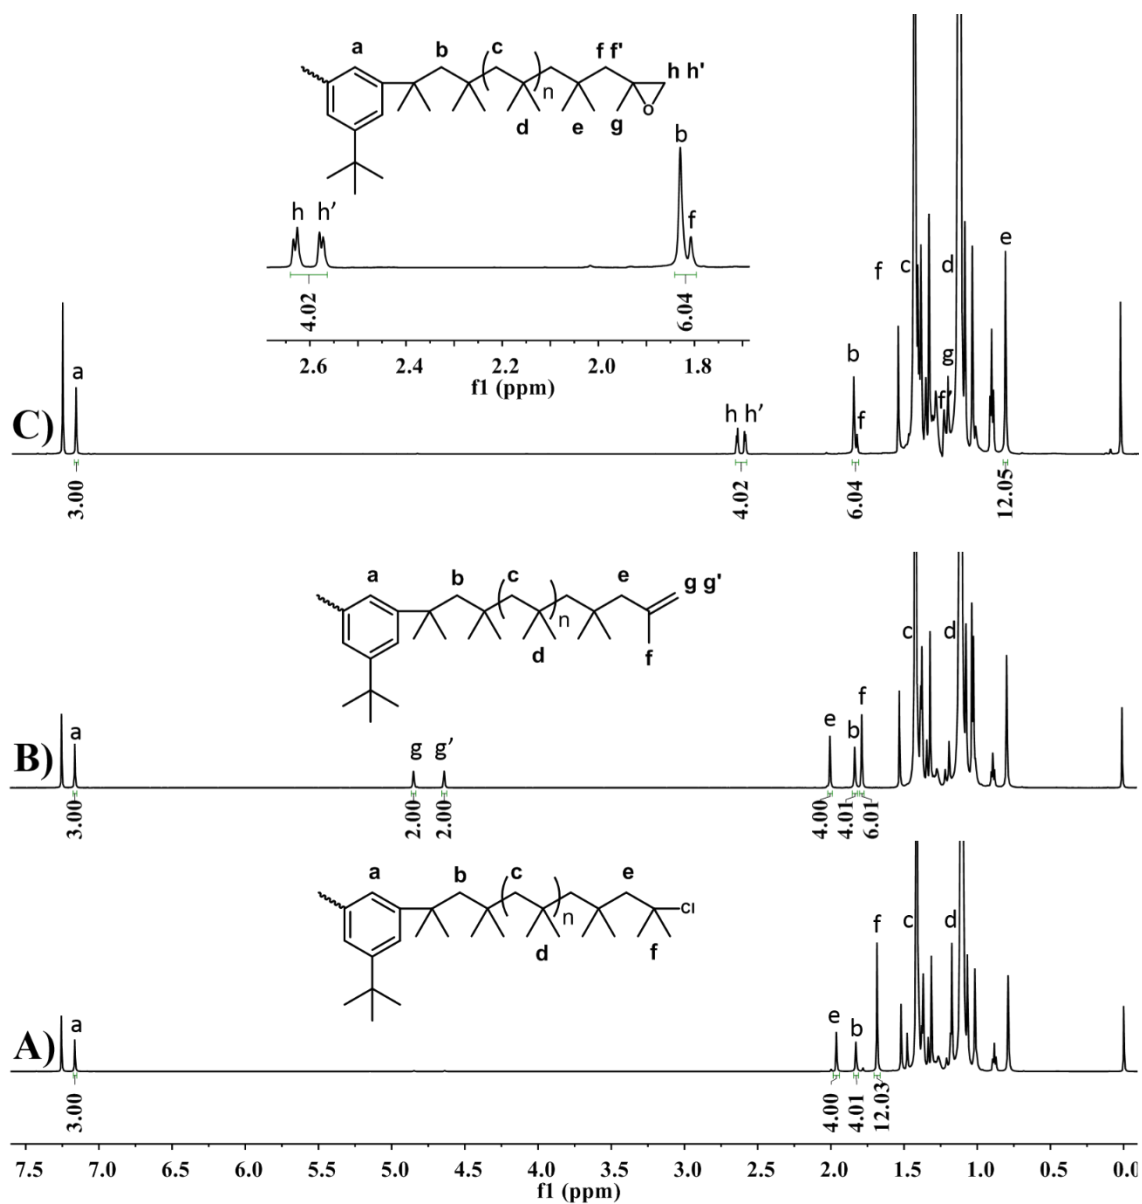 a b c f f'
h h'
n
O
d e g
b
h h' f
4.02 6.04
2.6 2.4 2.2 2.0 1.8
f1 (ppm)
C)
a h h' b f f c f' g d e
3.00 4.02 6.04 12.05
a b c e
g g'
n
d f
B)
a g g' e b f c d
3.00 2.00 2.00 4.00 4.01 6.01
a b c e
Cl
n
d f
A)
a e b f c d
3.00 4.00 4.01 12.03
7.5 7.0 6.5 6.0 5.5 5.0 4.5 4.0 3.5 3.0 2.5 2.0 1.5 1.0 0.5 0.0
f1 (ppm)